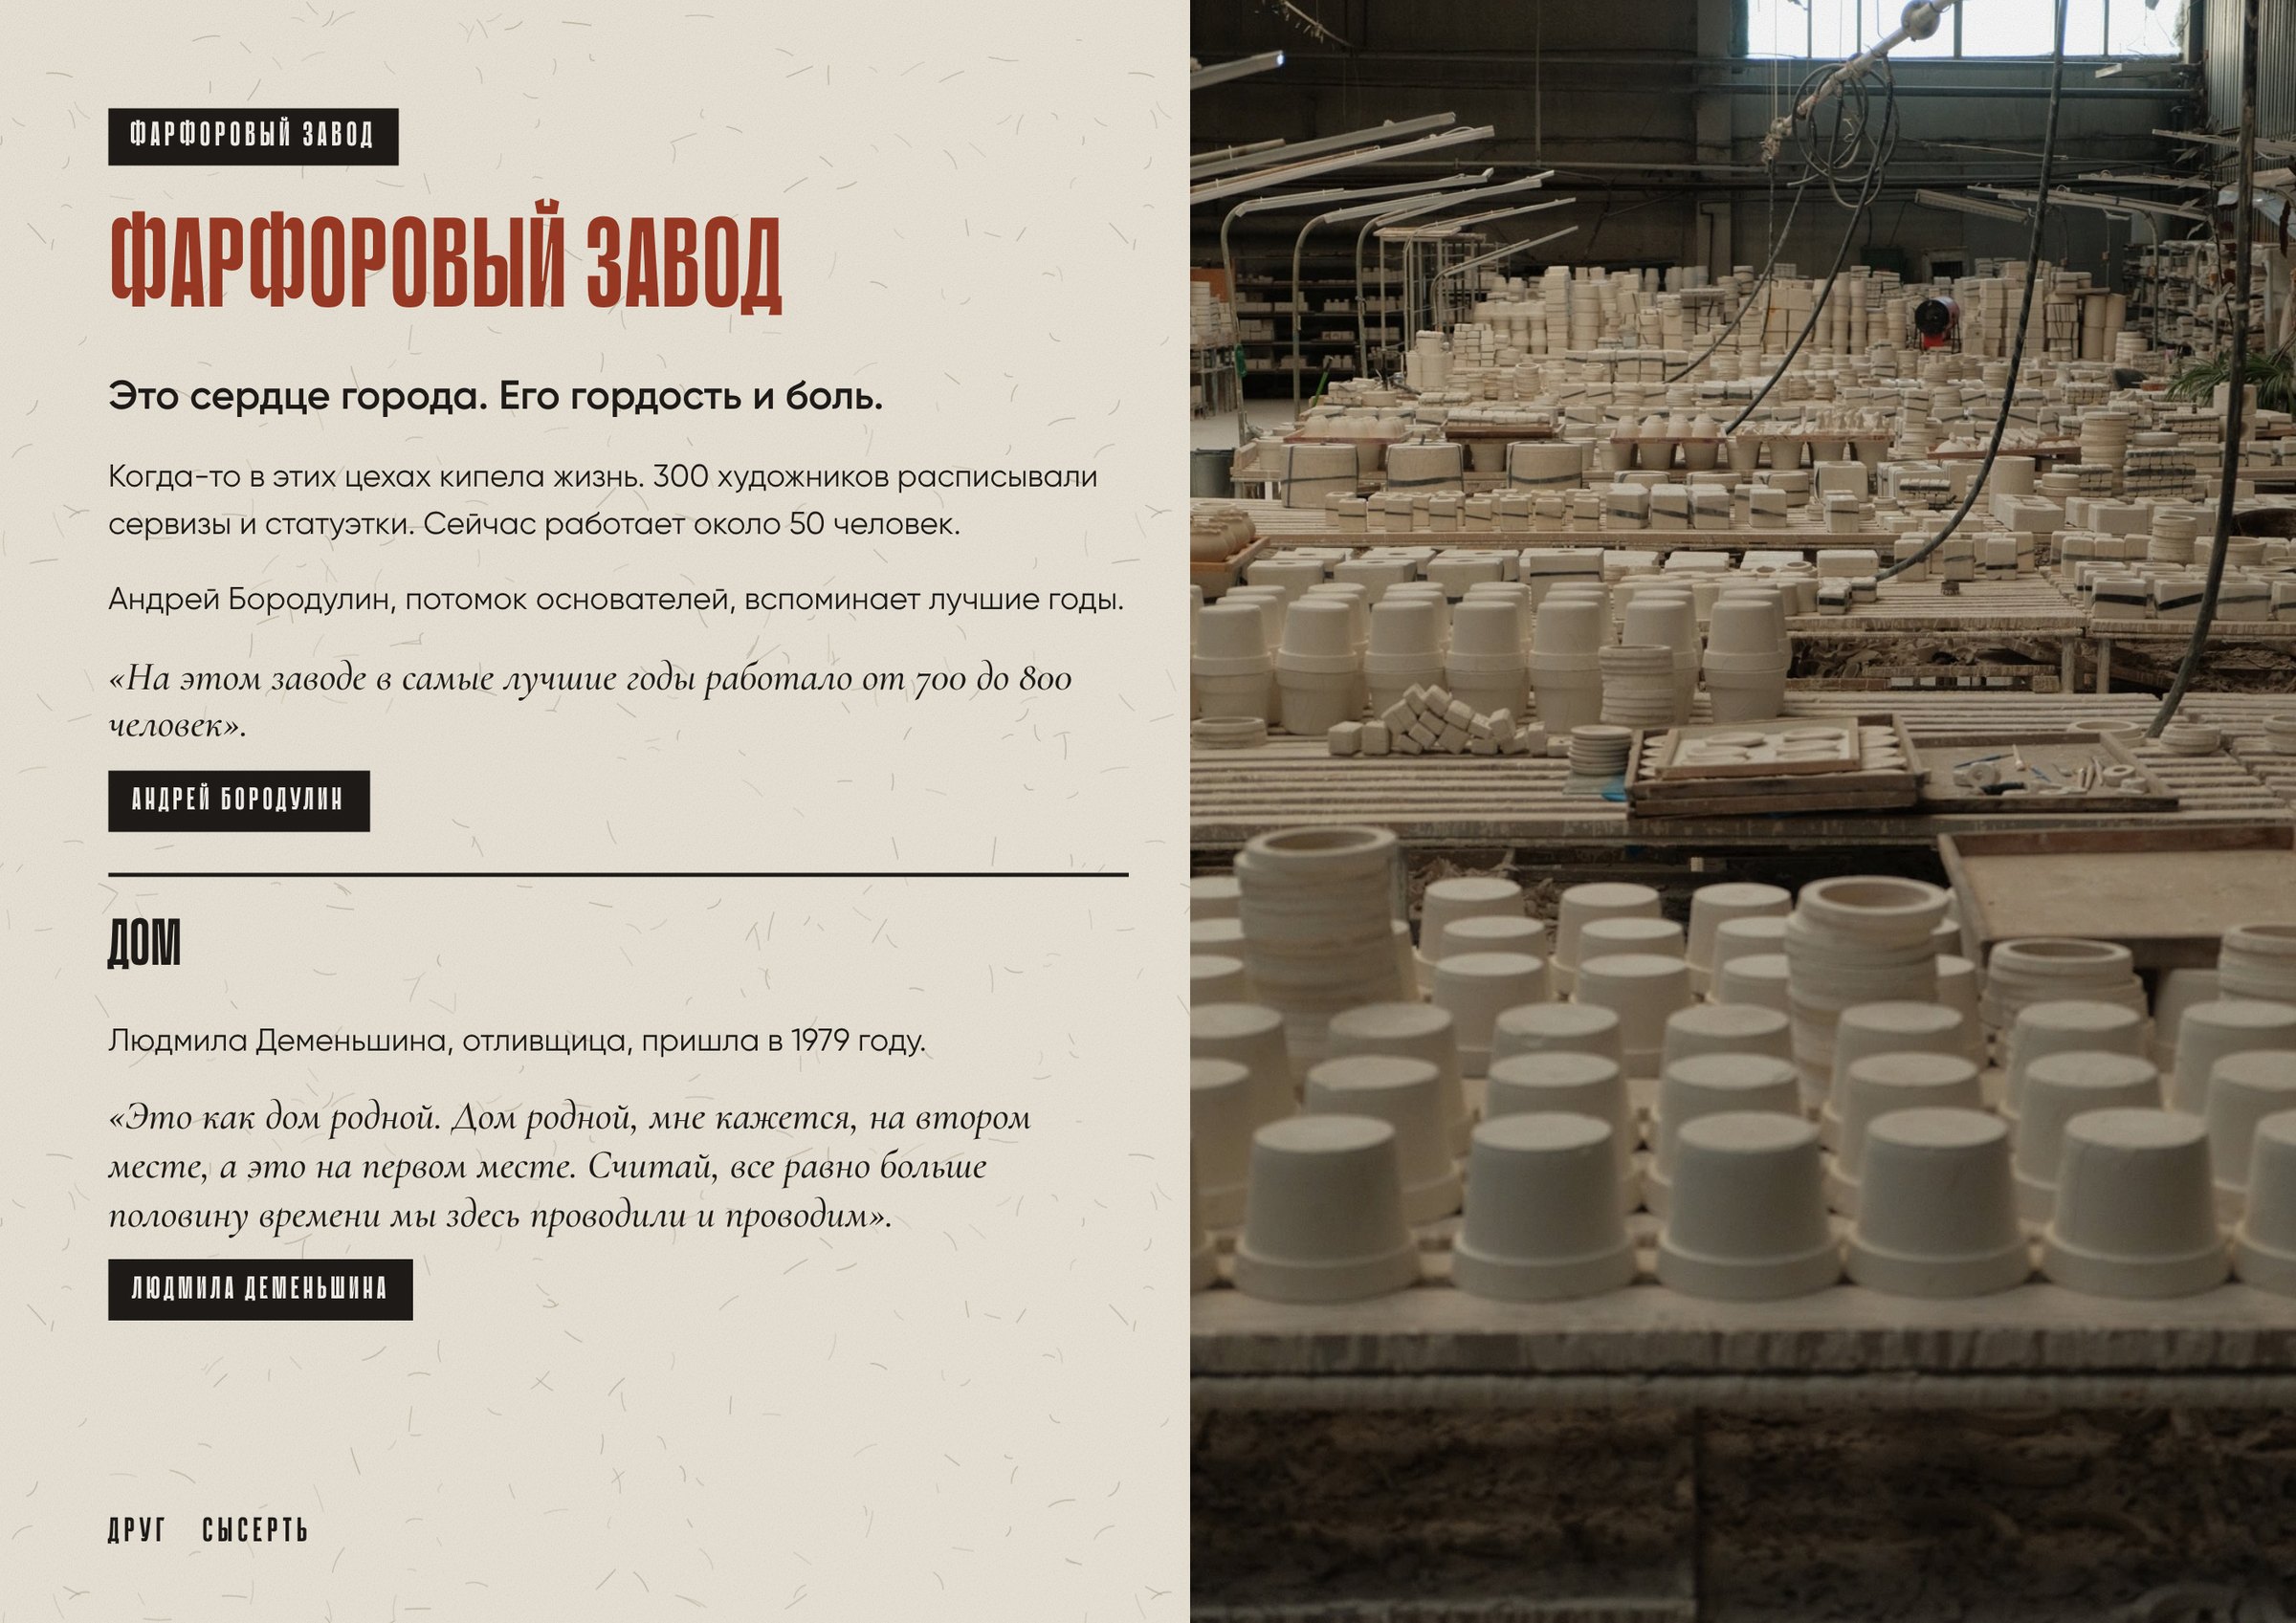 ФАРФОРОВЫЙ ЗАВОД
ФАРФОРОВЫЙ ЗАВОД
Это сердце города. Его гордость и боль.
Когда-то в этих цехах кипела жизнь. 300 художников расписывали
сервизы и статуэтки. Сейчас работает около 50 человек.
Андрей Бородулин, потомок основателей, вспоминает лучшие годы.
«На этом заводе в самые лучшие годы работало от 700 до 800
человек».
АНДРЕЙ БОРОДУЛИН
ДОМ
Людмила Деменьшина, отливщица, пришла в 1979 году.
«Это как дом родной. Дом родной, мне кажется, на втором
месте, а это на первом месте. Считай, все равно больше
половину времени мы здесь проводили и проводим».
ЛЮДМИЛА ДЕМЕНЬШИНА
ДРУГ СЫСЕРТЬ